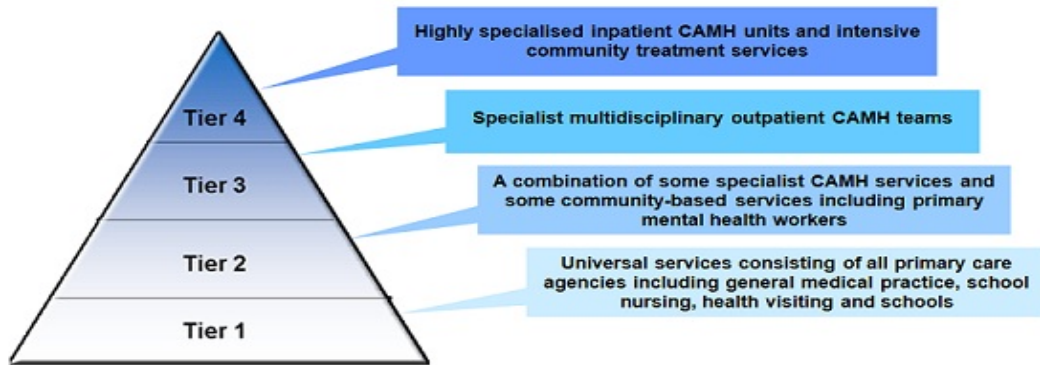 Highly specialised inpatient CAMH units and intensive
community treatment services
Tier 4
Specialist multidisciplinary outpatient CAMH teams
Tier 3
A combination of some specialist CAMH services and
some community-based services including primary
mental health workers
Tier 2
Universal services consisting of all primary care
agencies including general medical practice, school
nursing, health visiting and schools
Tier 1